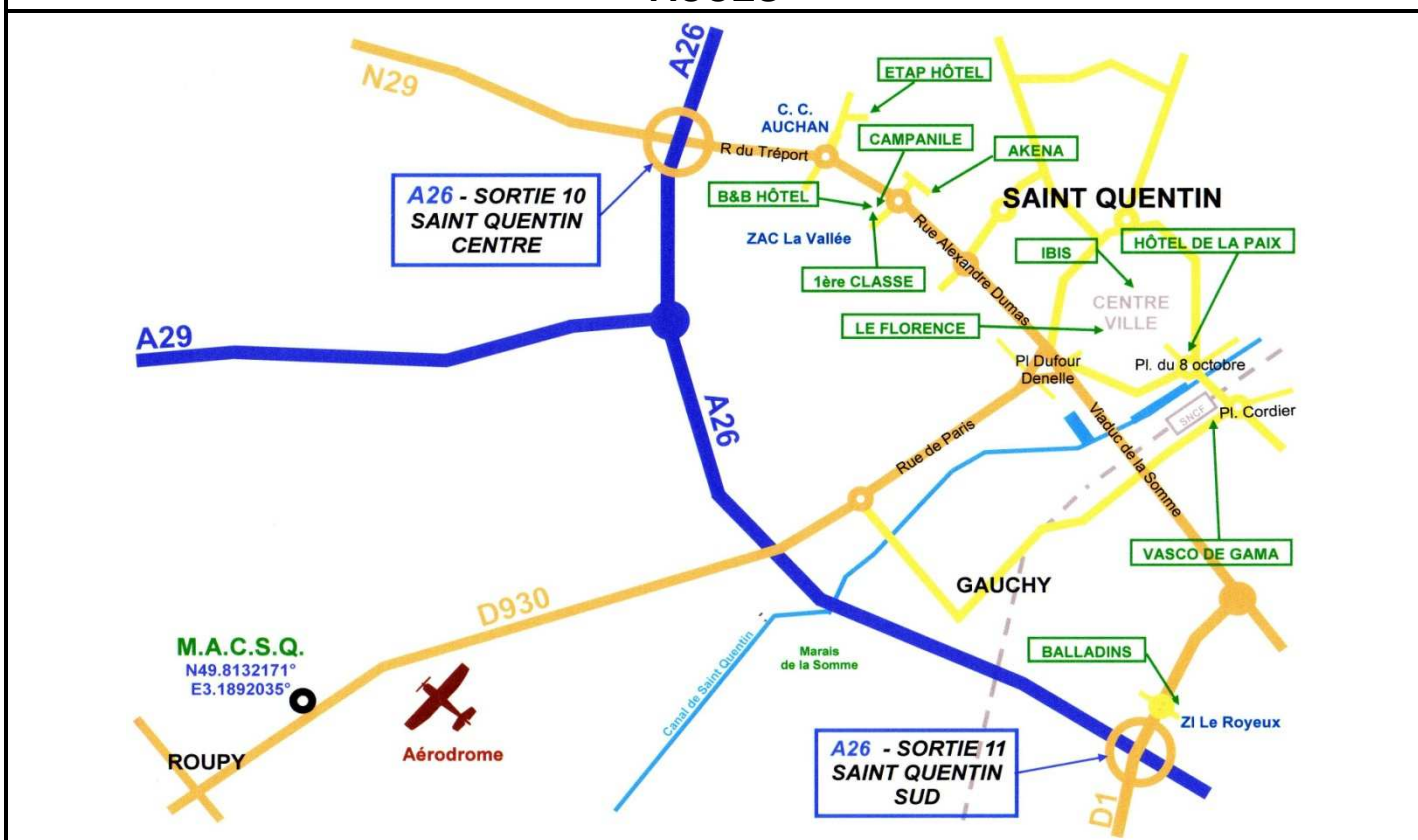 A26
N29
ETAP HÔTEL
C. C.
AUCHAN
CAMPANILE
R du Tréport
AKENA
A26 - SORTIE 10
SAINT QUENTIN
CENTRE
B&B HÔTEL
SAINT QUENTIN
ZAC La Vallée
Rue Alexandre Dumas
IBIS
HÔTEL DE LA PAIX
1ère CLASSE
CENTRE
VILLE
A29
LE FLORENCE
Pl Dufour
Denelle
Pl. du 8 octobre
A26
SNCF
Pl. Cordier
Rue de Paris
Viaduc de la Somme
VASCO DE GAMA
GAUCHY
D930
M.A.C.S.Q.
N49.8132171°
E3.1892035°
Marais
de la Somme
BALLADINS
Canal de Saint Quentin
ZI Le Royeux
Aérodrome
ROUPY
A26 - SORTIE 11
SAINT QUENTIN
SUD
D1